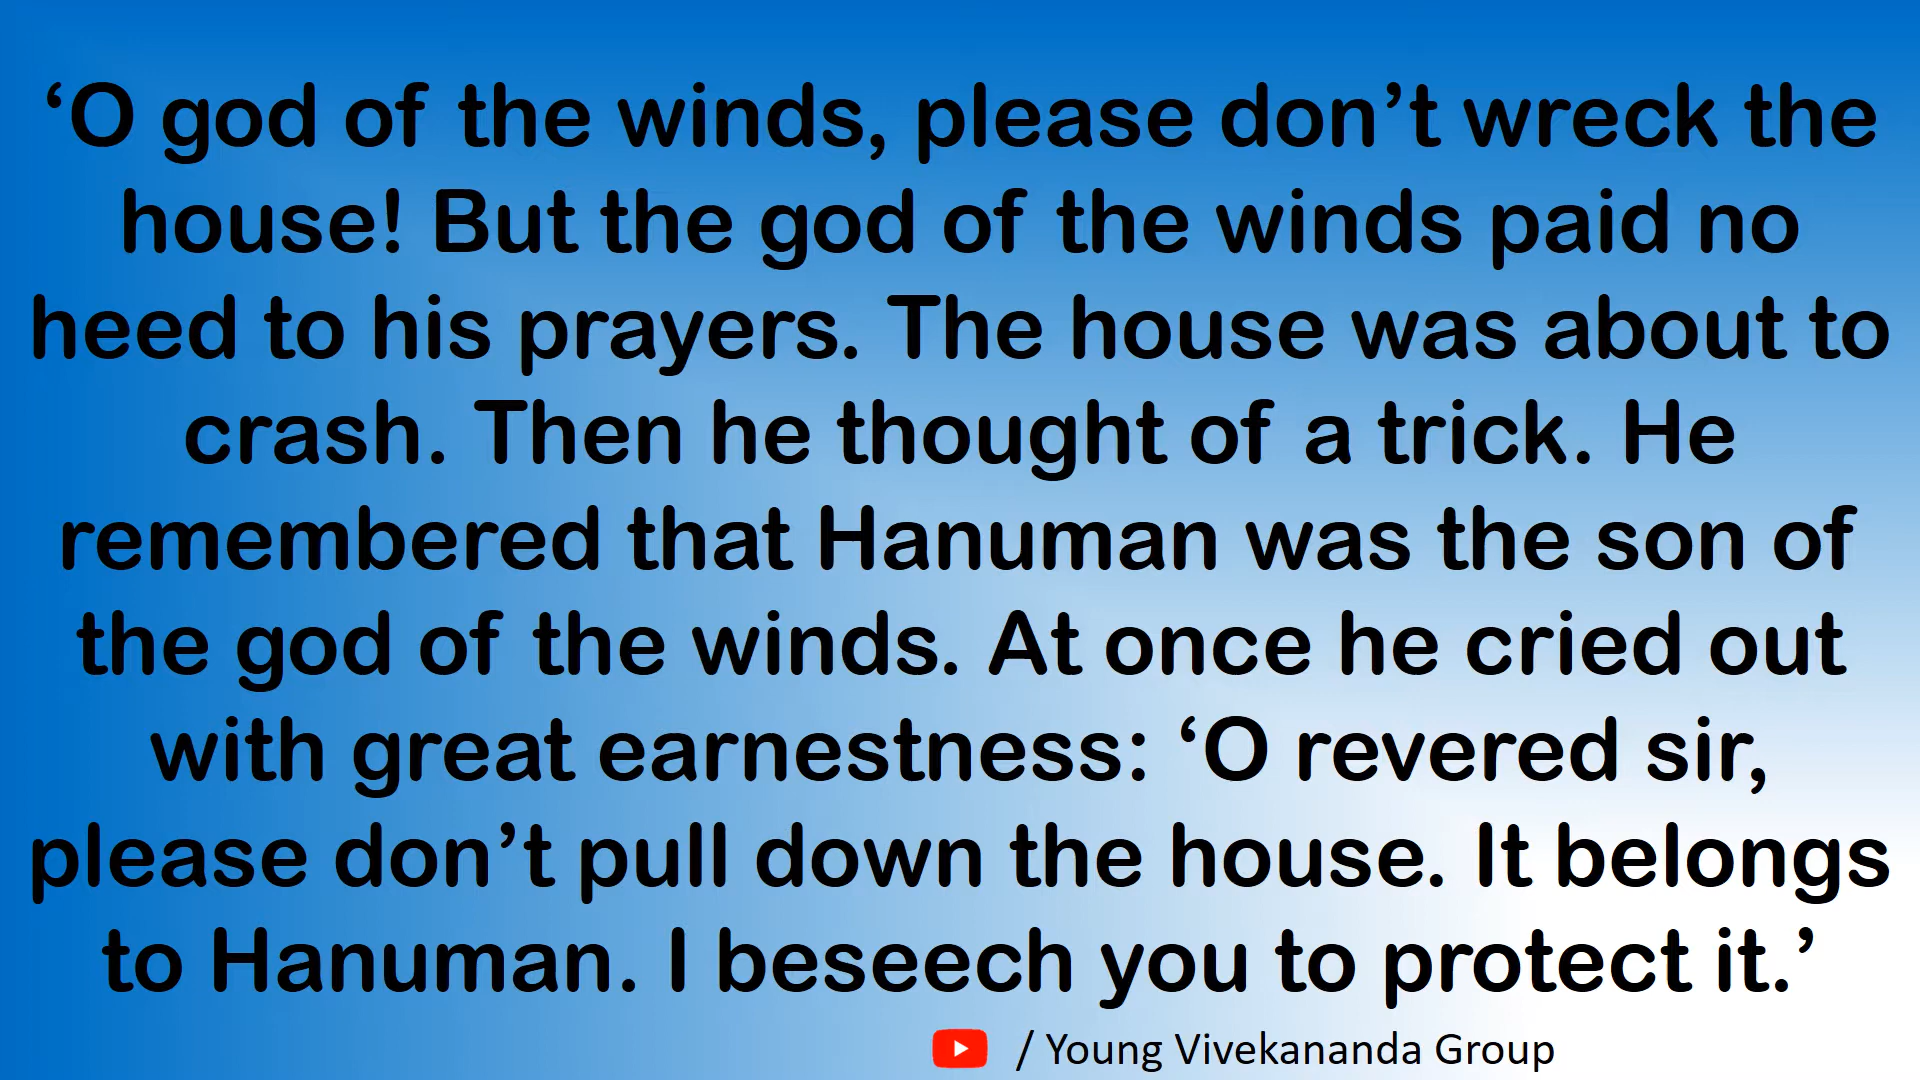 ‘O god of the winds, please don’t wreck the
house! But the god of the winds paid no
heed to his prayers. The house was about to
crash. Then he thought of a trick. He
remembered that Hanuman was the son of
the god of the winds. At once he cried out
with great earnestness: ‘O revered sir,
please don’t pull down the house. It belongs
to Hanuman. I beseech you to protect it.’
/ Young Vivekananda Group